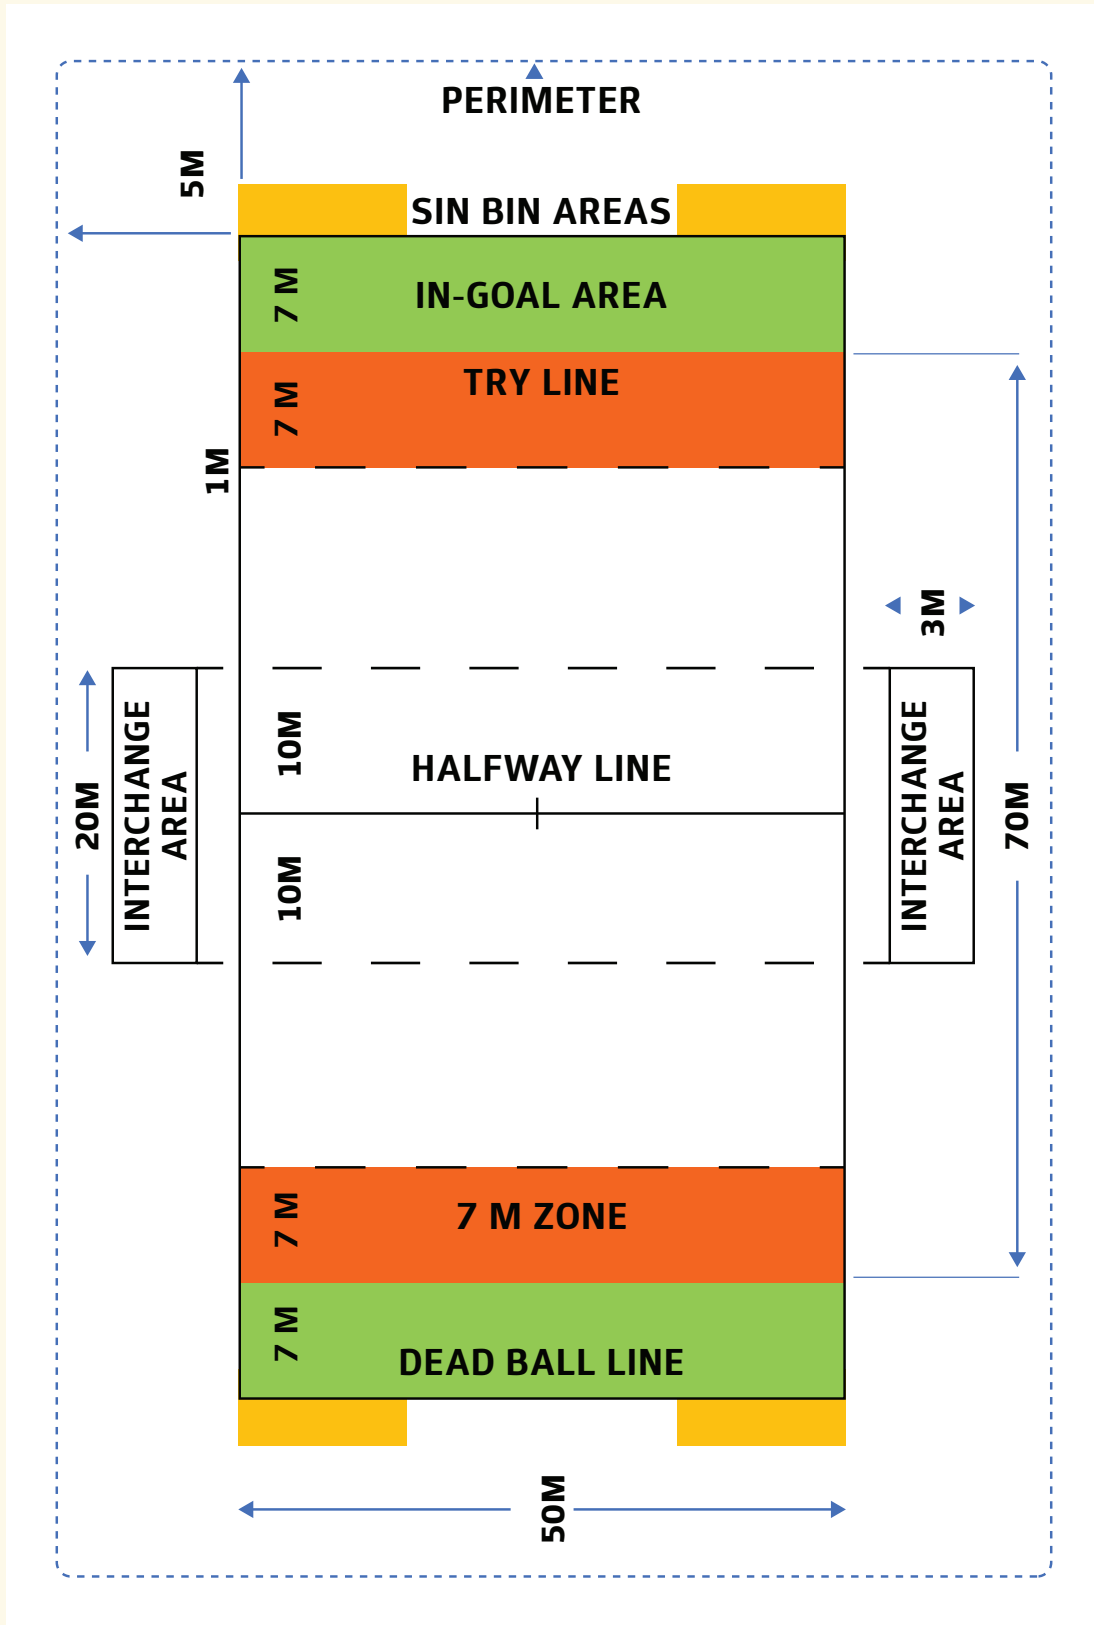 PERIMETER
5M
SIN BIN AREAS
7 M
IN-GOAL AREA
TRY LINE
7 M
1M
3M
INTERCHANGE
AREA
20M
10M
HALFWAY LINE
10M
INTERCHANGE
AREA
70M
7 M
7 M ZONE
7 M
DEAD BALL LINE
50M